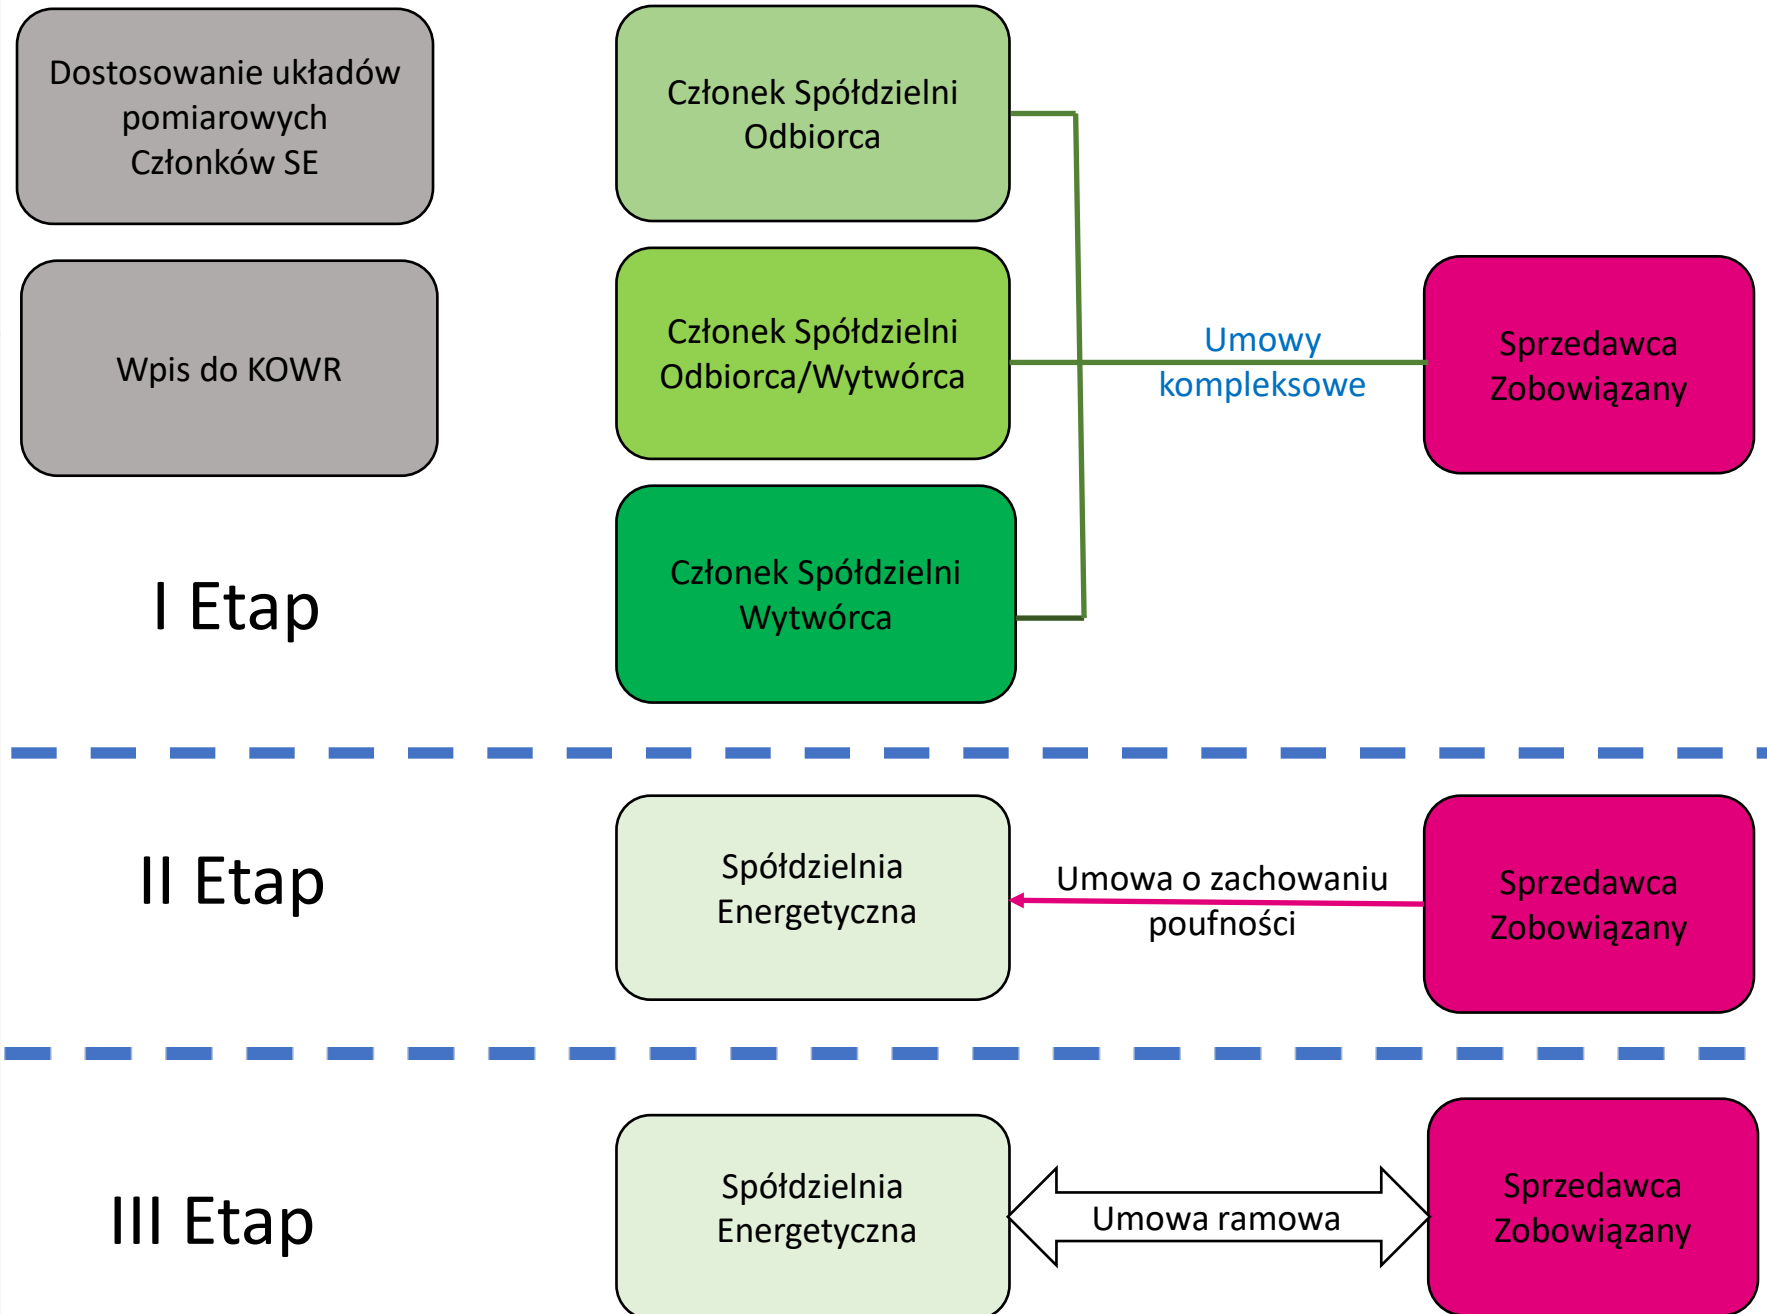 Dostosowanie układów
pomiarowych
Członków SE
Wpis do KOWR
I Etap
Członek Spółdzielni
Odbiorca
Członek Spółdzielni
Odbiorca/Wytwórca
Członek Spółdzielni
Wytwórca
Umowy
kompleksowe
Sprzedawca
Zobowiązany
II Etap
Spółdzielnia
Energetyczna
Umowa o zachowaniu
poufności
Sprzedawca
Zobowiązany
III Etap
Spółdzielnia
Energetyczna
Umowa ramowa
Sprzedawca
Zobowiązany